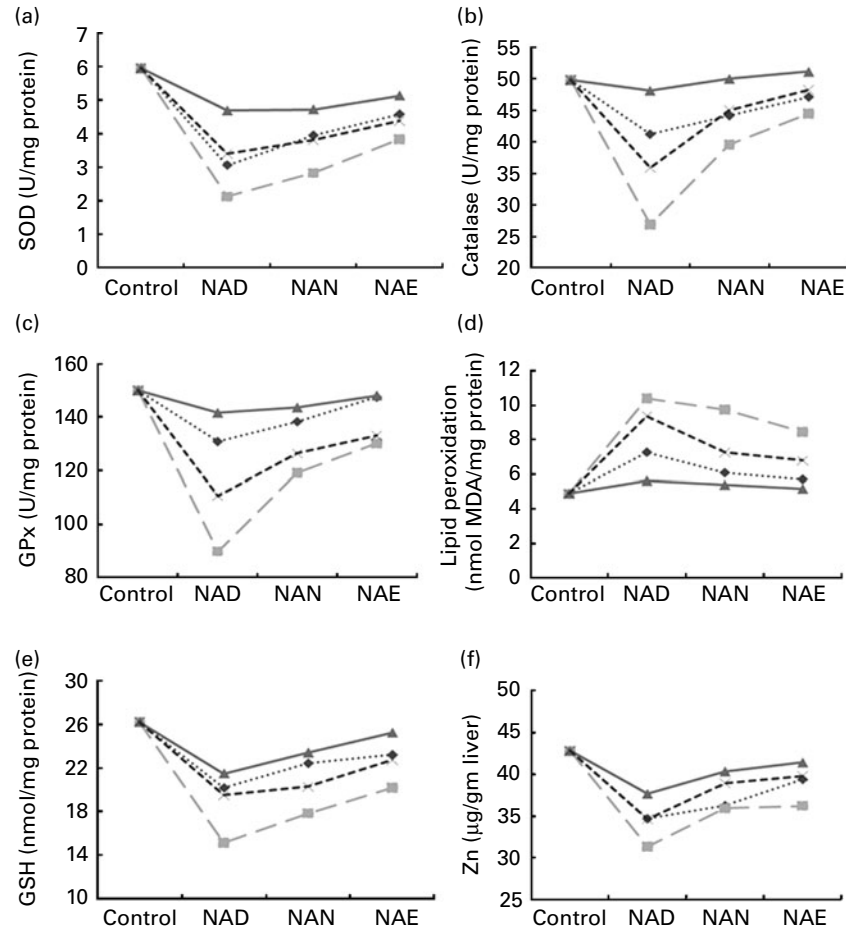 (a)
SOD (U/mg protein)
7
6
5
4
3
2
1
0
Control NAD NAN NAE
(b)
Catalase (U/mg protein)
55
50
45
40
35
30
25
20
Control NAD NAN NAE
(c)
GPx (U/mg protein)
160
140
120
100
80
Control NAD NAN NAE
(d)
Lipid peroxidation
(nmol MDA/mg protein)
12
10
8
6
4
2
0
Control NAD NAN NAE
(e)
GSH (nmol/mg protein)
30
26
22
18
14
10
Control NAD NAN NAE
(f)
Zn (μg/gm liver)
50
45
40
35
30
25
Control NAD NAN NAE